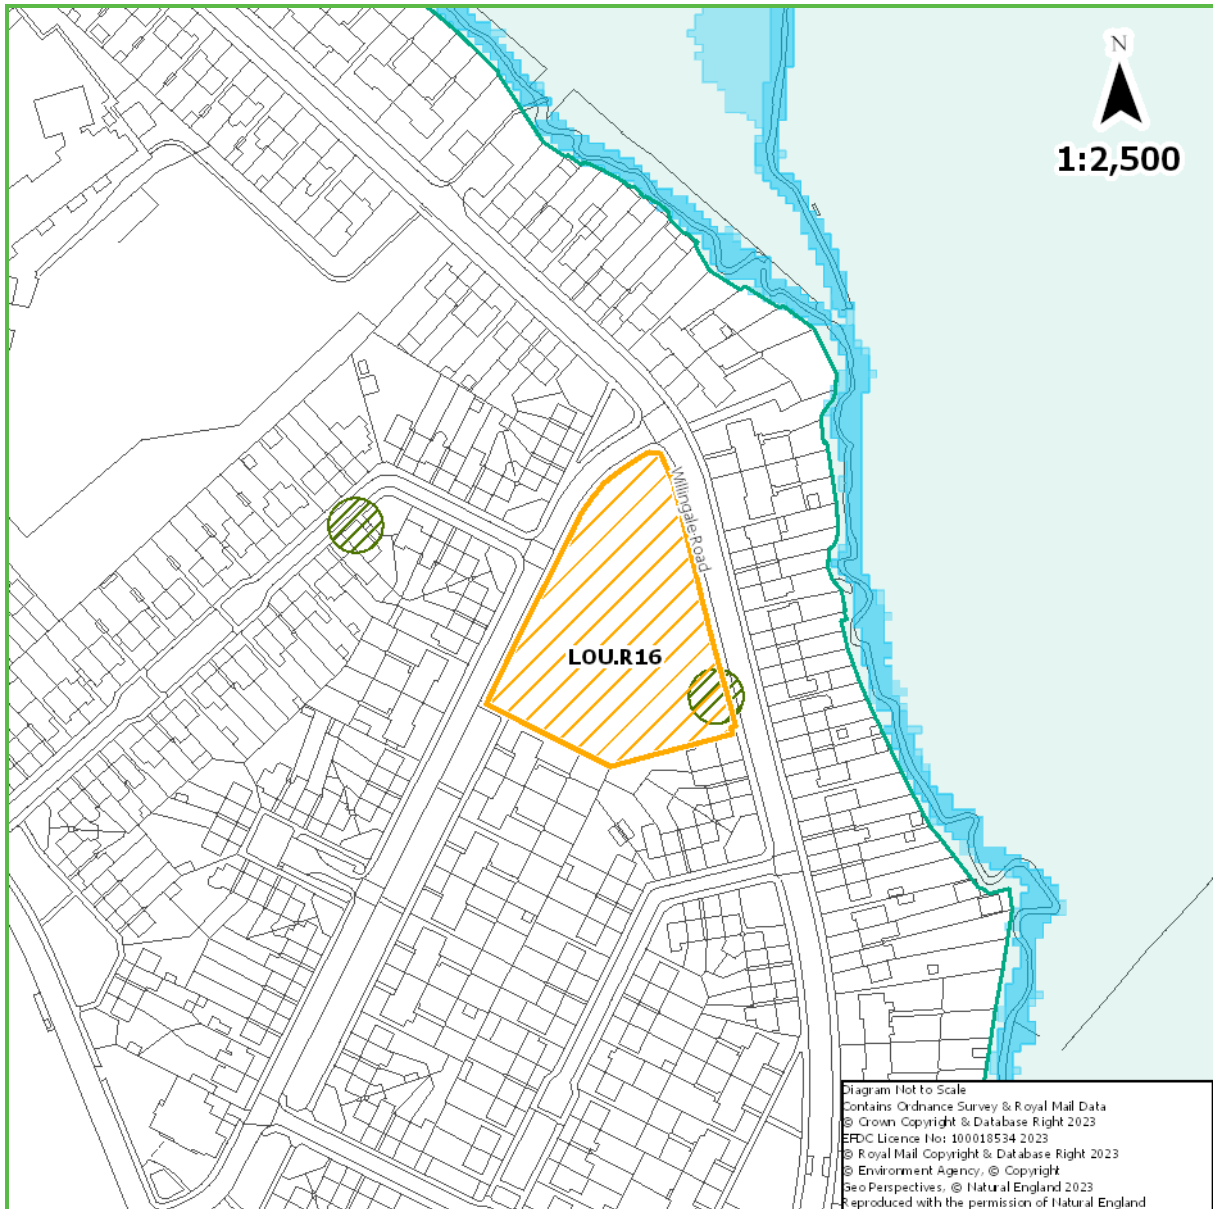 N
1:2,500
Willingale Road
LOU.R16
Diagram Not to Scale
Contains Ordnance Survey & Royal Mail Data
© Crown Copyright & Database Right 2023
EFDC Licence No: 100018534 2023
© Royal Mail Copyright & Database Right 2023
© Environment Agency, © Copyright
Geo Perspectives, © Natural England 2023
Reproduced with the permission of Natural England